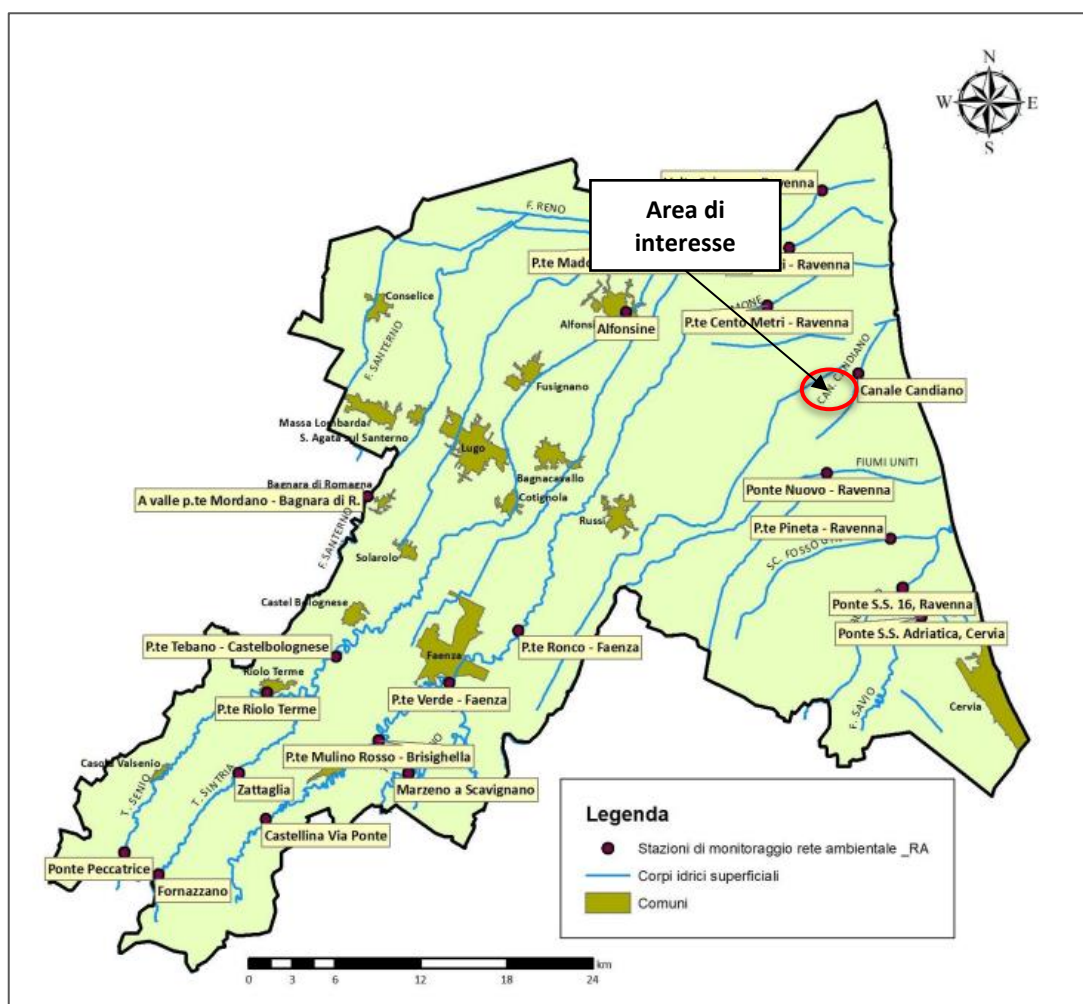 N
W E
S
Ravenna
F. RENO
Area di
interesse
- Ravenna
Conselice
P.te Cento Metri - Ravenna
Alfonsine
F. SANTERNO
CAN. CANDIANO
Canale Candiano
Fusignano
Massa Lombarda
S. Agata sul Santerno
Lugo
Bagnacavallo
FIUMI UNITI
Bagnara di Romagna
Cotignola
Ponte Nuovo - Ravenna
A valle p.te Mordano - Bagnara di R.
Russi
P.te Pineta - Ravenna
F. SANTERNO
SC. FOSSO
Solarolo
Castel Bolognese
Ponte S.S. 16, Ravenna
Ponte S.S. Adriatica, Cervia
P.te Tebano - Castelbolognese
Faenza
P.te Ronco - Faenza
Riolo Terme
P.te Riolo Terme
P.te Verde - Faenza
F. SAVIO
Cervia
P.te Mulino Rosso - Brisighella
Casola Valsenio
T. SENIO
T. SINTRIA
Zattaglia
Marzeno a Scavignano
Castellina Via Ponte
Ponte Peccatrice
Fornazzano
Legenda
Stazioni di monitoraggio rete ambientale _RA
Corpi idrici superficiali
Comuni
km
0 3 6 12 18 24